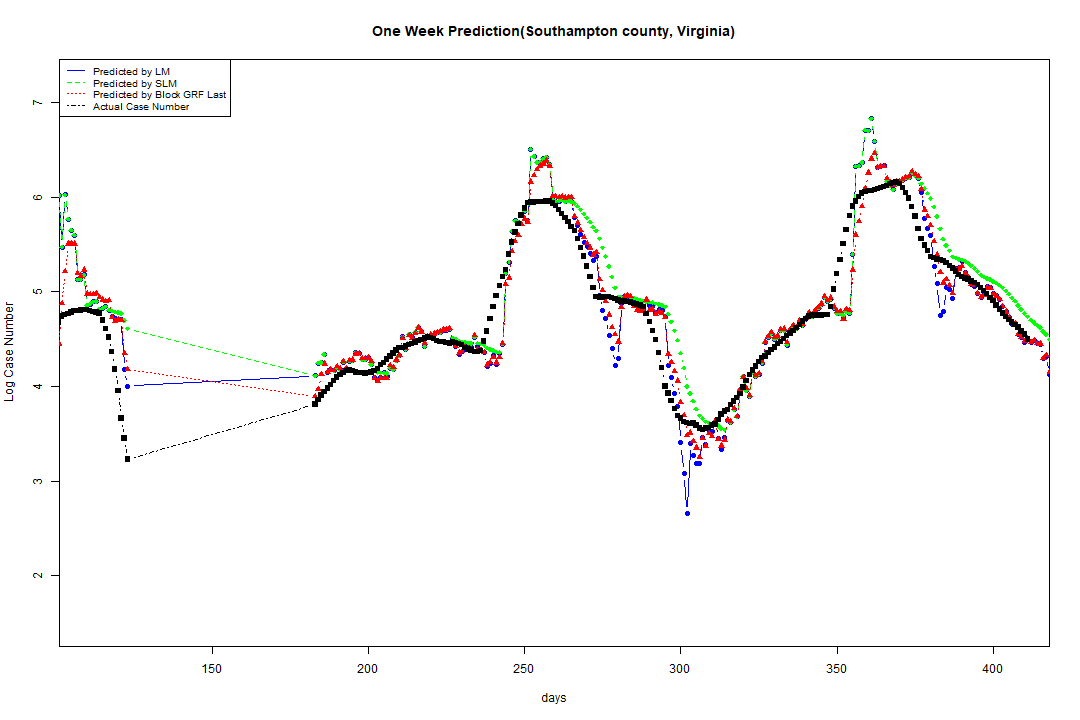 One Week Prediction(Southampton county, Virginia)
Predicted by LM
Predicted by SLM
Predicted by Block GRF Last
Actual Case Number
7
6
5
4
3
2
Log Case Number
150 200 250 300 350 400
days